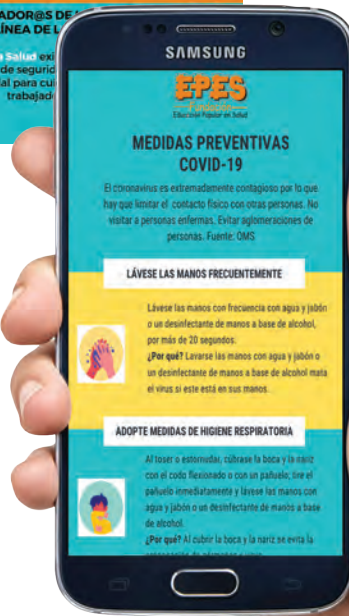 ADOR@S DE
LÍNEA DE L
Salud exi
de segurid
al para cui
trabajad
SAMSUNG
EPES
Fundación
Educación Popular en Salud
MEDIDAS PREVENTIVAS
COVID-19
El coronavirus es extremadamente contagioso por lo que
hay que limitar el contacto físico con otras personas. No
visitar a personas enfermas. Evitar aglomeraciones de
personas. Fuente: OMS
LÁVESE LAS MANOS FRECUENTEMENTE
Lávese las manos con frecuencia con agua y jabón
o un desinfectante de manos a base de alcohol,
por más de 20 segundos.
¿Por qué? Lavarse las manos con agua y jabón o
un desinfectante de manos a base de alcohol mata
el virus si este está en sus manos.
ADOPTE MEDIDAS DE HIGIENE RESPIRATORIA
Al toser o estornudar, cúbrase la boca y la nariz
con el codo flexionado o con un pañuelo; tire el
pañuelo inmediatamente y lávese las manos con
agua y jabón o un desinfectante de manos a base
de alcohol.
¿Por qué? Al cubrir la boca y la nariz se evita la